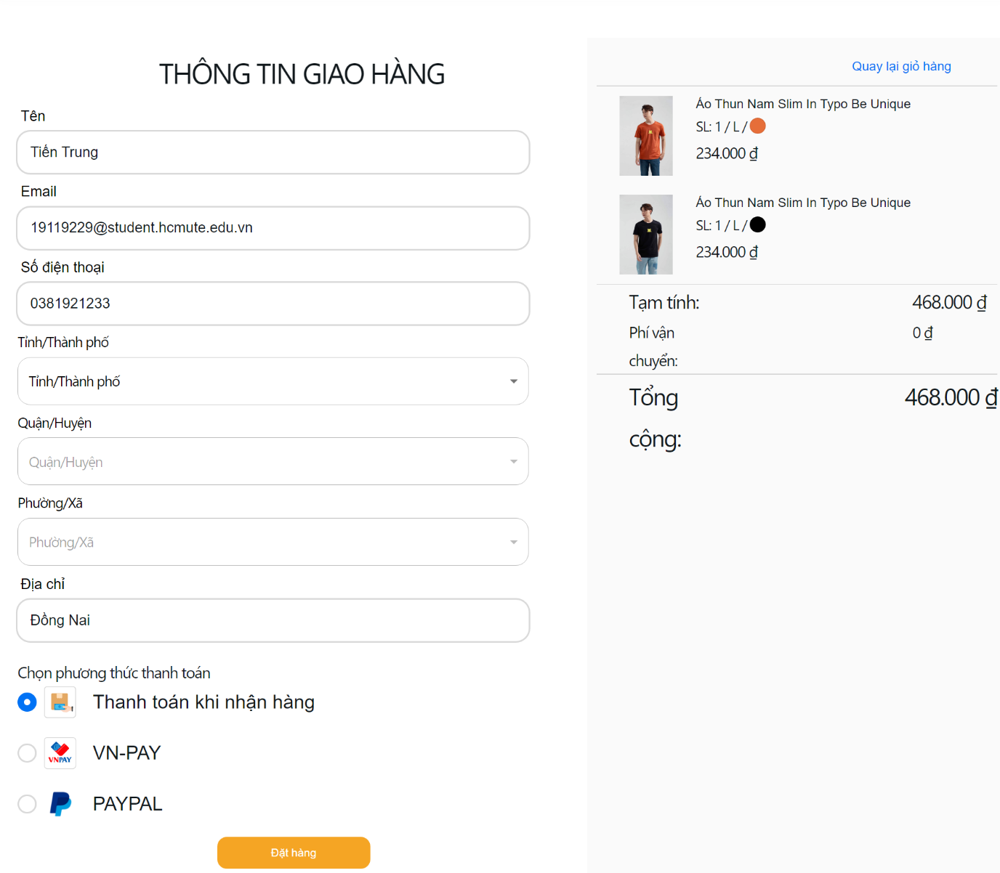 THÔNG TIN GIAO HÀNG
Tên
Tiến Trung
Email
19119229@student.hcmute.edu.vn
Số điện thoại
0381921233
Tỉnh/Thành phố
Tỉnh/Thành phố
Quận/Huyện
Quận/Huyện
Phường/Xã
Phường/Xã
Địa chỉ
Đồng Nai
Chọn phương thức thanh toán
Thanh toán khi nhận hàng
VNPAY
VN-PAY
PAYPAL
Đặt hàng
Quay lại giỏ hàng
Áo Thun Nam Slim In Typo Be Unique
SL: 1 / L /
234.000 ₫
Áo Thun Nam Slim In Typo Be Unique
SL: 1 / L /
234.000 ₫
Tạm tính: 468.000 ₫
Phí vận 0 ₫
chuyển:
Tổng 468.000 ₫
cộng: